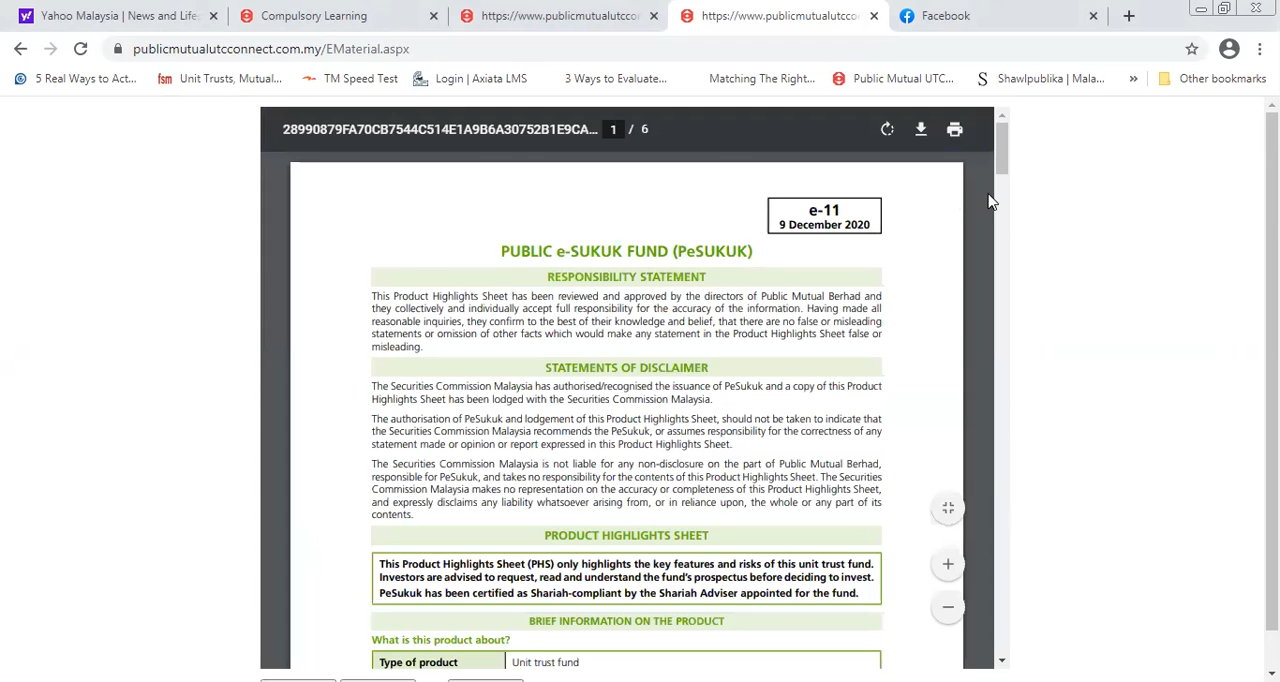 Yahoo Malaysia | News and Life
Compulsory Learning
https://www.publicmutualutcco
https://www.publicmutualutcco
Facebook
publicmutualutcconnect.com.my/EMaterial.aspx
5 Real Ways to Act...
fsm Unit Trusts, Mutual...
TM Speed Test
Login | Axiata LMS
3 Ways to Evaluate...
Matching The Right...
Public Mutual UTC...
S Shawlpublika | Mala...
»
Other bookmarks
28990879FA70CB7544C514E1A9B6A30752B1E9CA... 1 / 6
e-11
9 December 2020
PUBLIC e-SUKUK FUND (PeSUKUK)
RESPONSIBILITY STATEMENT
This Product Highlights Sheet has been reviewed and approved by the directors of Public Mutual Berhad and
they collectively and individually accept full responsibility for the accuracy of the information. Having made all
reasonable inquiries, they confirm to the best of their knowledge and belief, that there are no false or misleading
statements or omission of other facts which would make any statement in the Product Highlights Sheet false or
misleading.
STATEMENTS OF DISCLAIMER
The Securities Commission Malaysia has authorised/recognised the issuance of PeSukuk and a copy of this Product
Highlights Sheet has been lodged with the Securities Commission Malaysia.
The authorisation of PeSukuk and lodgement of this Product Highlights Sheet, should not be taken to indicate that
the Securities Commission Malaysia recommends the PeSukuk, or assumes responsibility for the correctness of any
statement made or opinion or report expressed in this Product Highlights Sheet.
The Securities Commission Malaysia is not liable for any non-disclosure on the part of Public Mutual Berhad,
responsible for PeSukuk, and takes no responsibility for the contents of this Product Highlights Sheet. The Securities
Commission Malaysia makes no representation on the accuracy or completeness of this Product Highlights Sheet,
and expressly disclaims any liability whatsoever arising from, or in reliance upon, the whole or any part of its
contents.
PRODUCT HIGHLIGHTS SHEET
This Product Highlights Sheet (PHS) only highlights the key features and risks of this unit trust fund.
Investors are advised to request, read and understand the fund's prospectus before deciding to invest.
PeSukuk has been certified as Shariah-compliant by the Shariah Adviser appointed for the fund.
BRIEF INFORMATION ON THE PRODUCT
What is this product about?
Type of product Unit trust fund